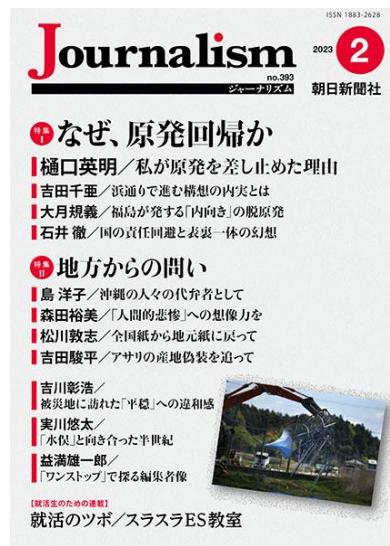 ISSN 1883-2628
Journalism
no.393
ジャーナリズム
2023 2
朝日新聞社
特集I なぜ、原発回帰か
樋口英明／私が原発を差し止めた理由
吉田千亜／浜通りで進む構想の内実とは
大月規義／福島が発する「内向き」の脱原発
石井 徹／国の責任回避と表裏一体の幻想
特集II 地方からの問い
島 洋子／沖縄の人々の代弁者として
森田裕美／「人間的悲惨」への想像力を
松川敦志／全国紙から地元紙に戻って
吉田駿平／アサリの産地偽装を追って
吉川彰浩／
被災地に訪れた「平穏」への違和感
実川悠太／
「水俣」と向き合った半世紀
益満雄一郎／
「ワンストップ」で探る編集者像
【就活生のための連載】
就活のツボ／スラスラES教室